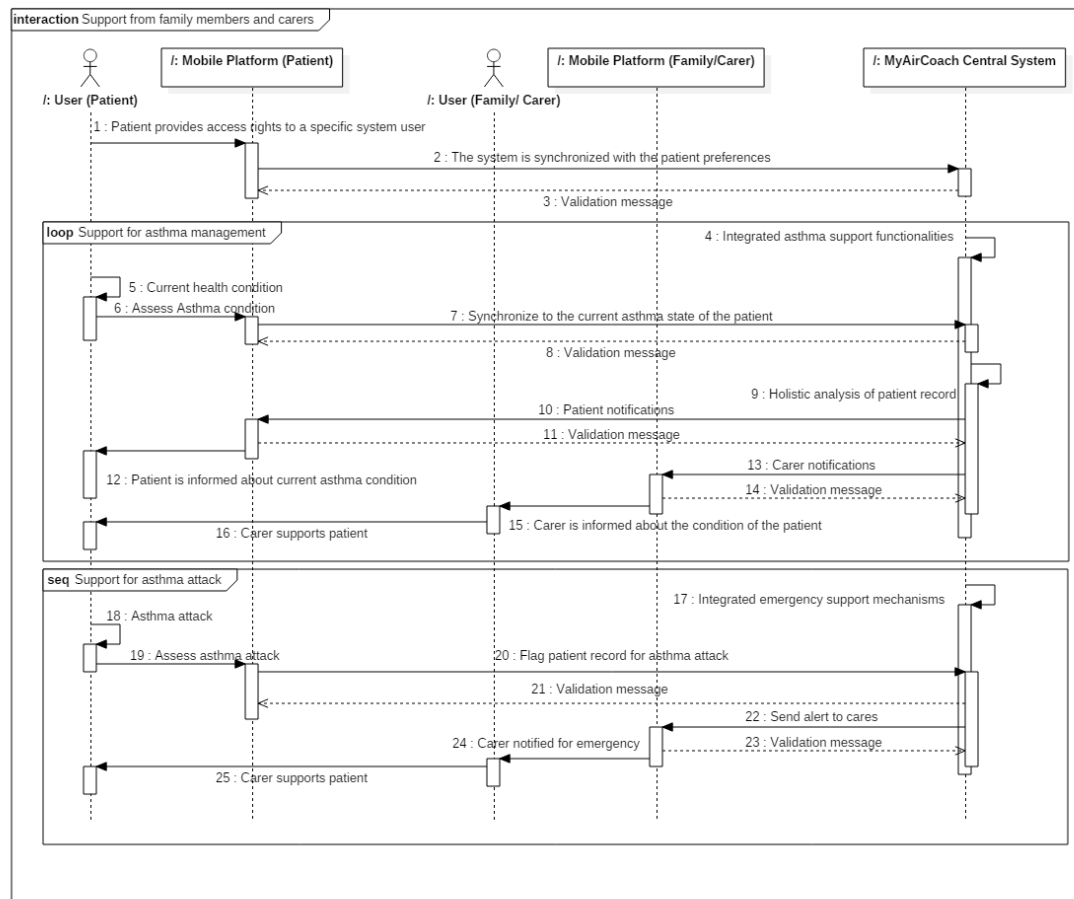 interaction Support from family members and carers
/: Mobile Platform (Patient)
/: Mobile Platform (Family/Carer)
/: MyAirCoach Central System
/: User (Patient)
/: User (Family/ Carer)
1 : Patient provides access rights to a specific system user
2 : The system is synchronized with the patient preferences
3 : Validation message
loop Support for asthma management
4 : Integrated asthma support functionalities
5 : Current health condition
6 : Assess Asthma condition
7 : Synchronize to the current asthma state of the patient
8 : Validation message
9 : Holistic analysis of patient record
10 : Patient notifications
11 : Validation message
12 : Patient is informed about current asthma condition
13 : Carer notifications
14 : Validation message
15 : Carer is informed about the condition of the patient
16 : Carer supports patient
seq Support for asthma attack
17 : Integrated emergency support mechanisms
18 : Asthma attack
19 : Assess asthma attack
20 : Flag patient record for asthma attack
21 : Validation message
22 : Send alert to cares
23 : Validation message
24 : Carer notified for emergency
25 : Carer supports patient